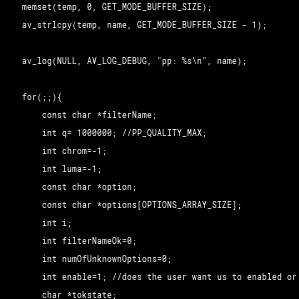 memset(temp, 0, GET_MODE_BUFFER_SIZE);
av_strlcpy(temp, name, GET_MODE_BUFFER_SIZE - 1);
av_log(NULL, AV_LOG_DEBUG, "pp: %s\n", name);
for(;;){
const char *filterName;
int q= 1000000; //PP_QUALITY_MAX;
int chrom=-1;
int luma=-1;
const char *option;
const char *options[OPTIONS_ARRAY_SIZE];
int i;
int filterNameOk=0;
int numOfUnknownOptions=0;
int enable=1; //does the user want us to enabled or
char *tokstate;